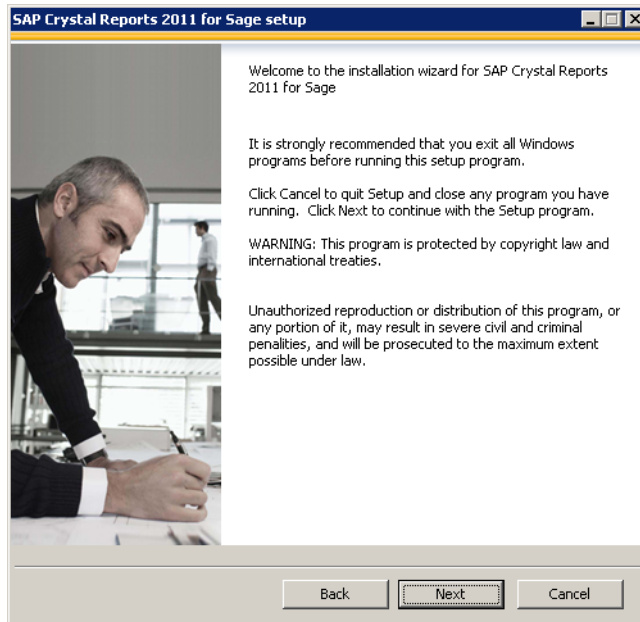 SAP Crystal Reports 2011 for Sage setup
Welcome to the installation wizard for SAP Crystal Reports
2011 for Sage
It is strongly recommended that you exit all Windows
programs before running this setup program.
Click Cancel to quit Setup and close any program you have
running.  Click Next to continue with the Setup program.
WARNING: This program is protected by copyright law and
international treaties.
Unauthorized reproduction or distribution of this program, or
any portion of it, may result in severe civil and criminal
penalities, and will be prosecuted to the maximum extent
possible under law.
Back
Next
Cancel